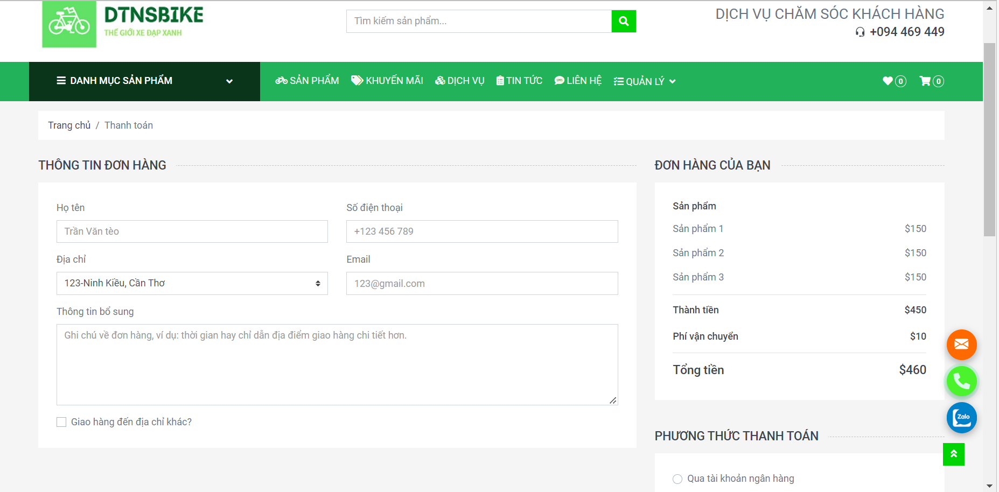 DTNSBIKE
THẾ GIỚI XE ĐẠP XANH
Tìm kiếm sản phẩm...
DỊCH VỤ CHĂM SÓC KHÁCH HÀNG
+094 469 449
DANH MỤC SẢN PHẨM
SẢN PHẨM
KHUYẾN MÃI
DỊCH VỤ
TIN TỨC
SMS
LIÊN HỆ
QUẢN LÝ
0
0
Trang chủ / Thanh toán
THÔNG TIN ĐƠN HÀNG
Họ tên
Số điện thoại
Trần Văn tèo
+123 456 789
Địa chỉ
Email
123-Ninh Kiều, Cần Thơ
123@gmail.com
Thông tin bổ sung
Ghi chú về đơn hàng, ví dụ: thời gian hay chỉ dẫn địa điểm giao hàng chi tiết hơn.
Giao hàng đến địa chỉ khác?
ĐƠN HÀNG CỦA BẠN
Sản phẩm
Sản phẩm 1 $150
Sản phẩm 2 $150
Sản phẩm 3 $150
Thành tiền $450
Phí vận chuyển $10
Tổng tiền $460
Zalo
PHƯƠNG THỨC THANH TOÁN
Qua tài khoản ngân hàng